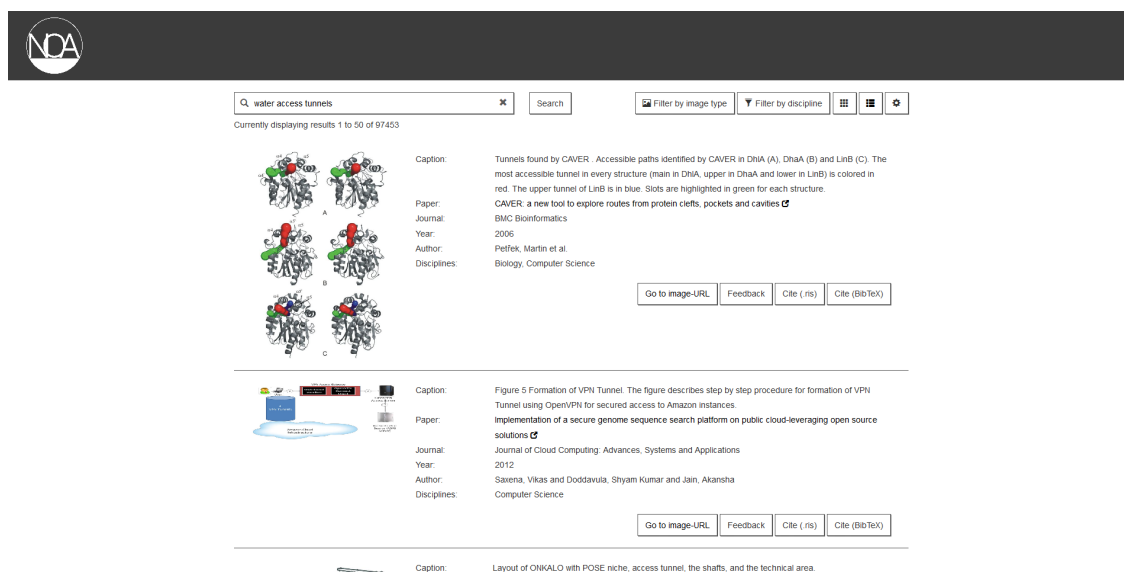 NOA
water access tunnels
Search
Filter by image type
Filter by discipline
Currently displaying results 1 to 50 of 97453
Caption: Tunnels found by CAVER . Accessible paths identified by CAVER in DhlA (A), DhaA (B) and LinB (C). The
most accessible tunnel in every structure (main in DhlA, upper in DhaA and lower in LinB) is colored in
red. The upper tunnel of LinB is in blue. Slots are highlighted in green for each structure.
Paper: CAVER: a new tool to explore routes from protein clefts, pockets and cavities
Journal: BMC Bioinformatics
Year: 2006
Author: Petřek, Martin et al.
Disciplines: Biology, Computer Science
A
B
C
Go to image-URL
Feedback
Cite (.ris)
Cite (BibTeX)
Caption: Figure 5 Formation of VPN Tunnel. The figure describes step by step procedure for formation of VPN
Tunnel using OpenVPN for secured access to Amazon instances.
Paper: Implementation of a secure genome sequence search platform on public cloud-leveraging open source
solutions
Journal: Journal of Cloud Computing: Advances, Systems and Applications
Year: 2012
Author: Saxena, Vikas and Doddavula, Shyam Kumar and Jain, Akansha
Disciplines: Computer Science
Go to image-URL
Feedback
Cite (.ris)
Cite (BibTeX)
Caption: Layout of ONKALO with POSE niche, access tunnel, the shafts, and the technical area.